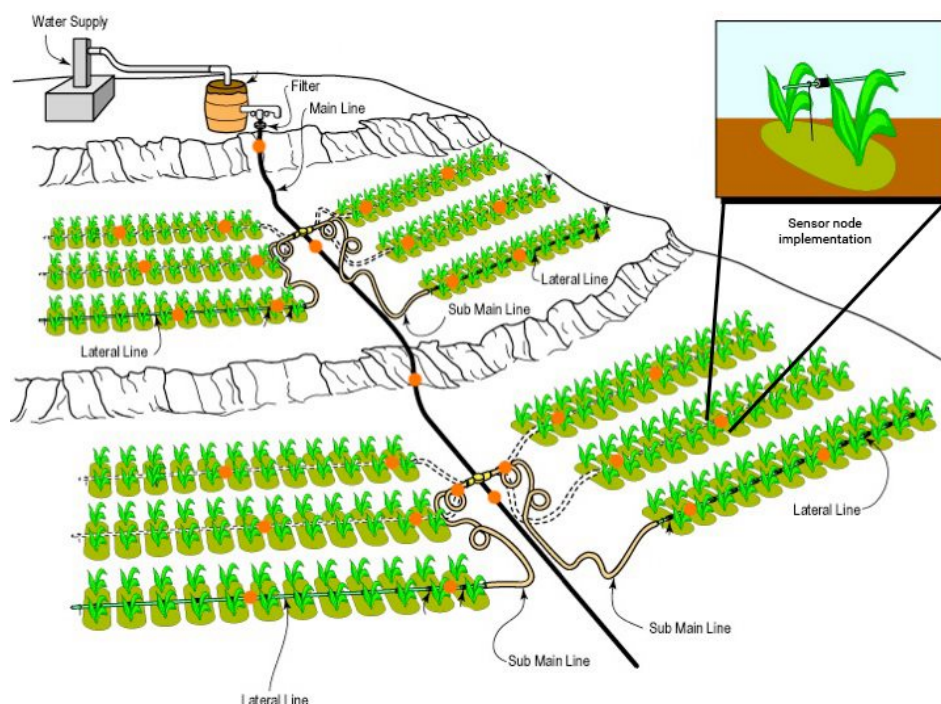 Water Supply
Filter
Main Line
Sensor node
implementation
Lateral Line
Sub Main Line
Lateral Line
Lateral Line
Sub Main Line
Sub Main Line
Lateral Line